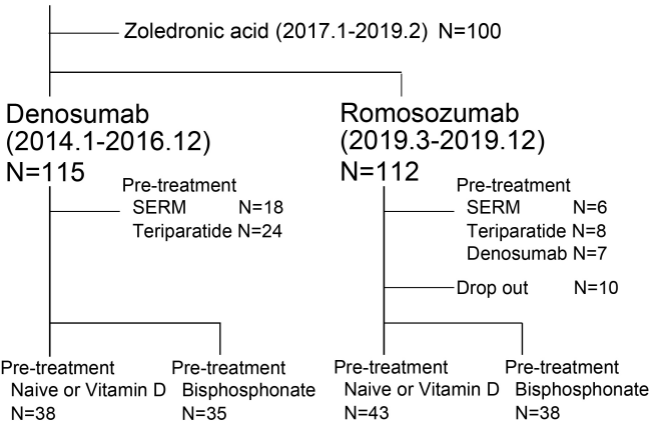 Zoledronic acid (2017.1-2019.2) N=100
Denosumab
(2014.1-2016.12)
N=115
Pre-treatment
SERM N=18
Teriparatide N=24
Romosozumab
(2019.3-2019.12)
N=112
Pre-treatment
SERM N=6
Teriparatide N=8
Denosumab N=7
Drop out N=10
Pre-treatment
Naive or Vitamin D
N=38
Pre-treatment
Bisphosphonate
N=35
Pre-treatment
Naive or Vitamin D
N=43
Pre-treatment
Bisphosphonate
N=38